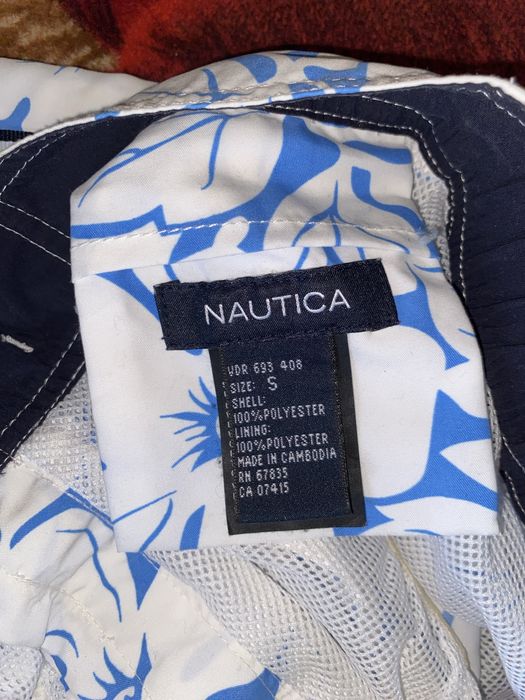 NAUTICA
VDR 693 408
SIZE: S
SHELL:
100%POLYESTER
LINING:
100%POLYESTER
MADE IN CAMBODIA
RN 67835
CA 07415